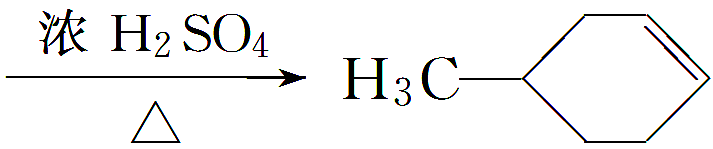 浓 H₂SO₄
△
H₃C